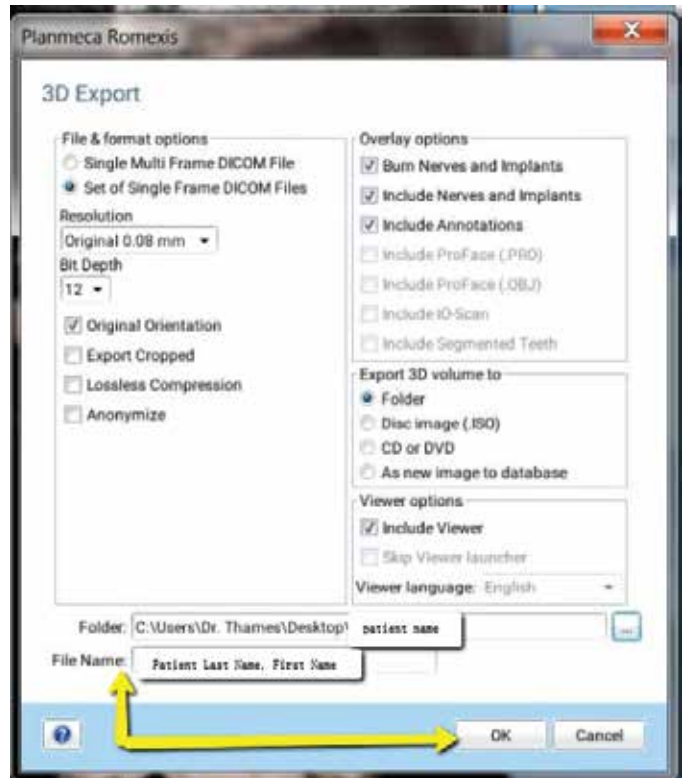 Planmeca Romexis
3D Export
File & format options
Single Multi Frame DICOM File
Set of Single Frame DICOM Files
Resolution
Original 0.08 mm
Bit Depth
12
Original Orientation
Export Cropped
Lossless Compression
Anonymize
Overlay options
Burn Nerves and Implants
Include Nerves and Implants
Include Annotations
Include ProFace (.PRO)
Include ProFace (.OBJ)
Include IO-Scan
Include Segmented Teeth
Export 3D volume to
Folder
Disc image (.ISO)
CD or DVD
As new image to database
Viewer options
Include Viewer
Skip Viewer launcher
Viewer language: English
Folder: C:\Users\Dr. Thames\Desktop\ patient name ...
File Name: Patient Last Name, First Name
? OK Cancel